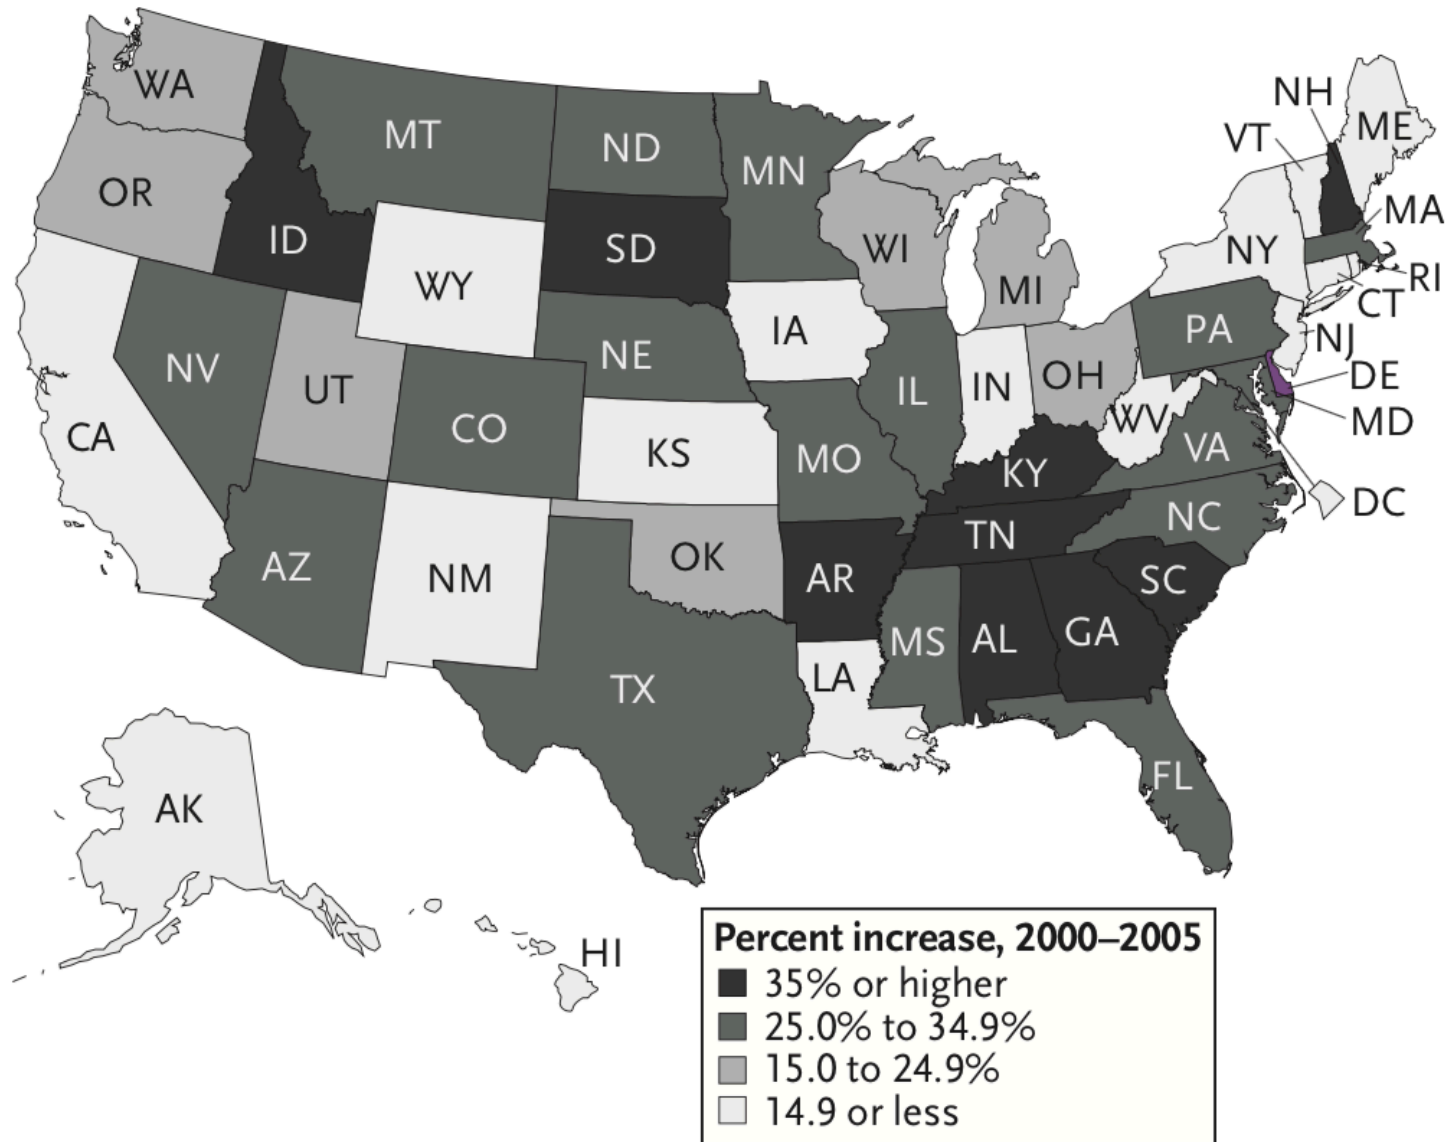 WA
MT
ND
MN
OR
ID
SD
WI
MI
WY
NV
UT
CO
NE
IA
IL
IN
OH
PA
NY
VT
NH
ME
MA
RI
CT
NJ
DE
MD
DC
CA
KS
MO
KY
WV
VA
AZ
NM
OK
AR
TN
NC
SC
TX
LA
MS
AL
GA
FL
AK
HI
Percent increase, 2000–2005
35% or higher
25.0% to 34.9%
15.0 to 24.9%
14.9 or less